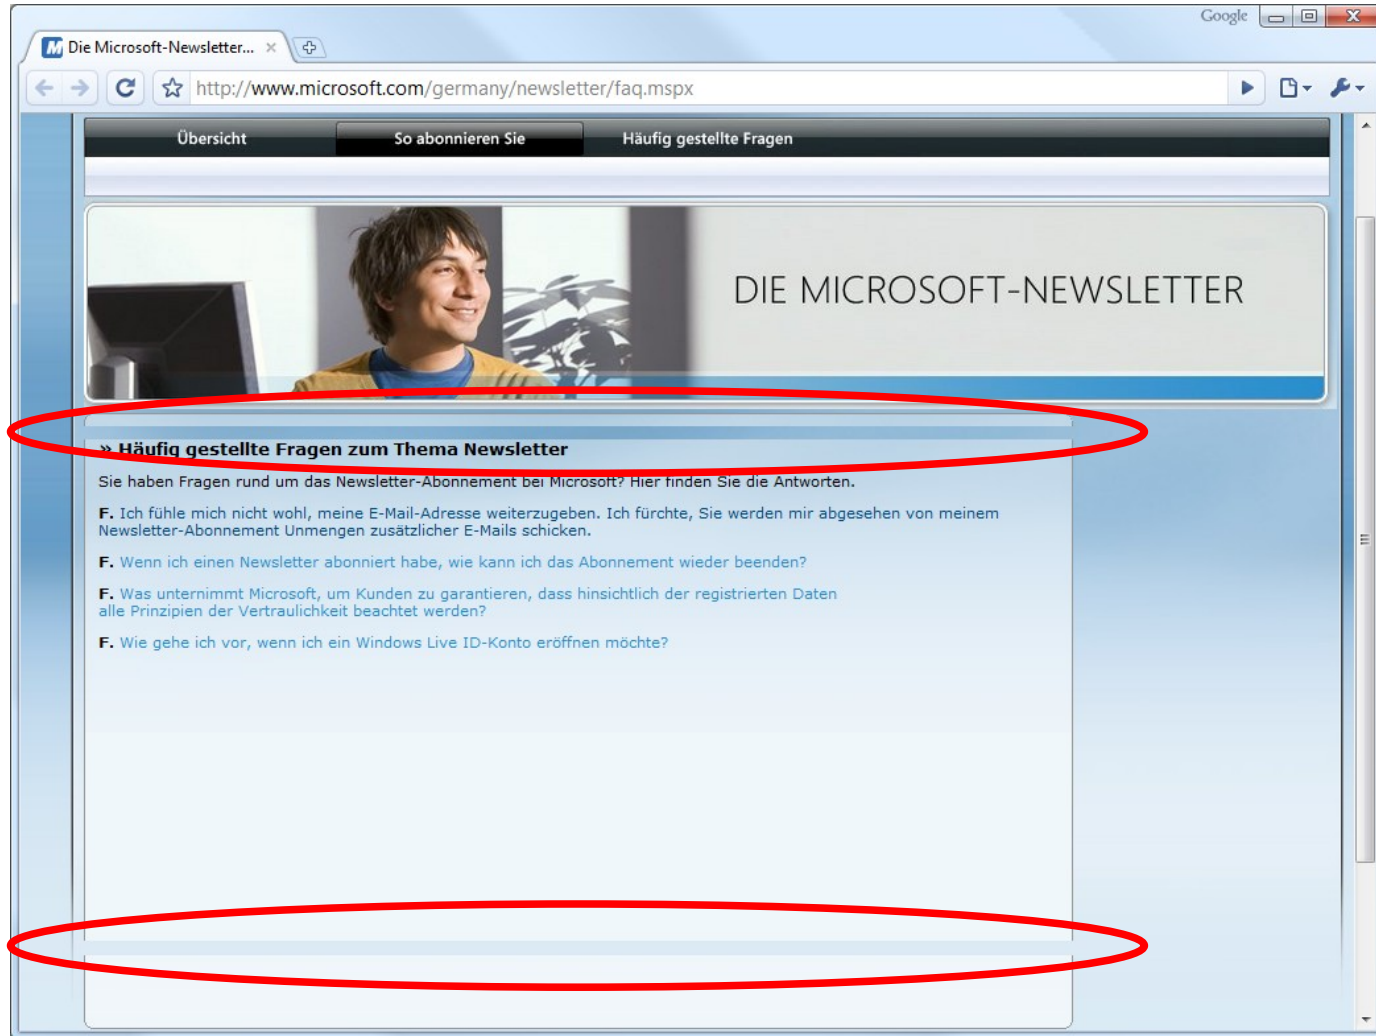 Google
Die Microsoft-Newsletter...
http://www.microsoft.com/germany/newsletter/faq.mspx
Übersicht So abonnieren Sie Häufig gestellte Fragen
DIE MICROSOFT-NEWSLETTER
» Häufig gestellte Fragen zum Thema Newsletter
Sie haben Fragen rund um das Newsletter-Abonnement bei Microsoft? Hier finden Sie die Antworten.
F. Ich fühle mich nicht wohl, meine E-Mail-Adresse weiterzugeben. Ich fürchte, Sie werden mir abgesehen von meinem
Newsletter-Abonnement Unmengen zusätzlicher E-Mails schicken.
F. Wenn ich einen Newsletter abonniert habe, wie kann ich das Abonnement wieder beenden?
F. Was unternimmt Microsoft, um Kunden zu garantieren, dass hinsichtlich der registrierten Daten
alle Prinzipien der Vertraulichkeit beachtet werden?
F. Wie gehe ich vor, wenn ich ein Windows Live ID-Konto eröffnen möchte?